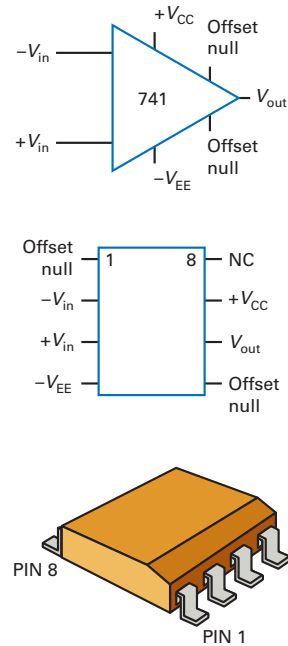 +VCC
Offset
null
−Vin
741
Vout
+Vin
Offset
null
−VEE
Offset
null
1
8
NC
−Vin
+VCC
+Vin
Vout
−VEE
Offset
null
PIN 8
PIN 1